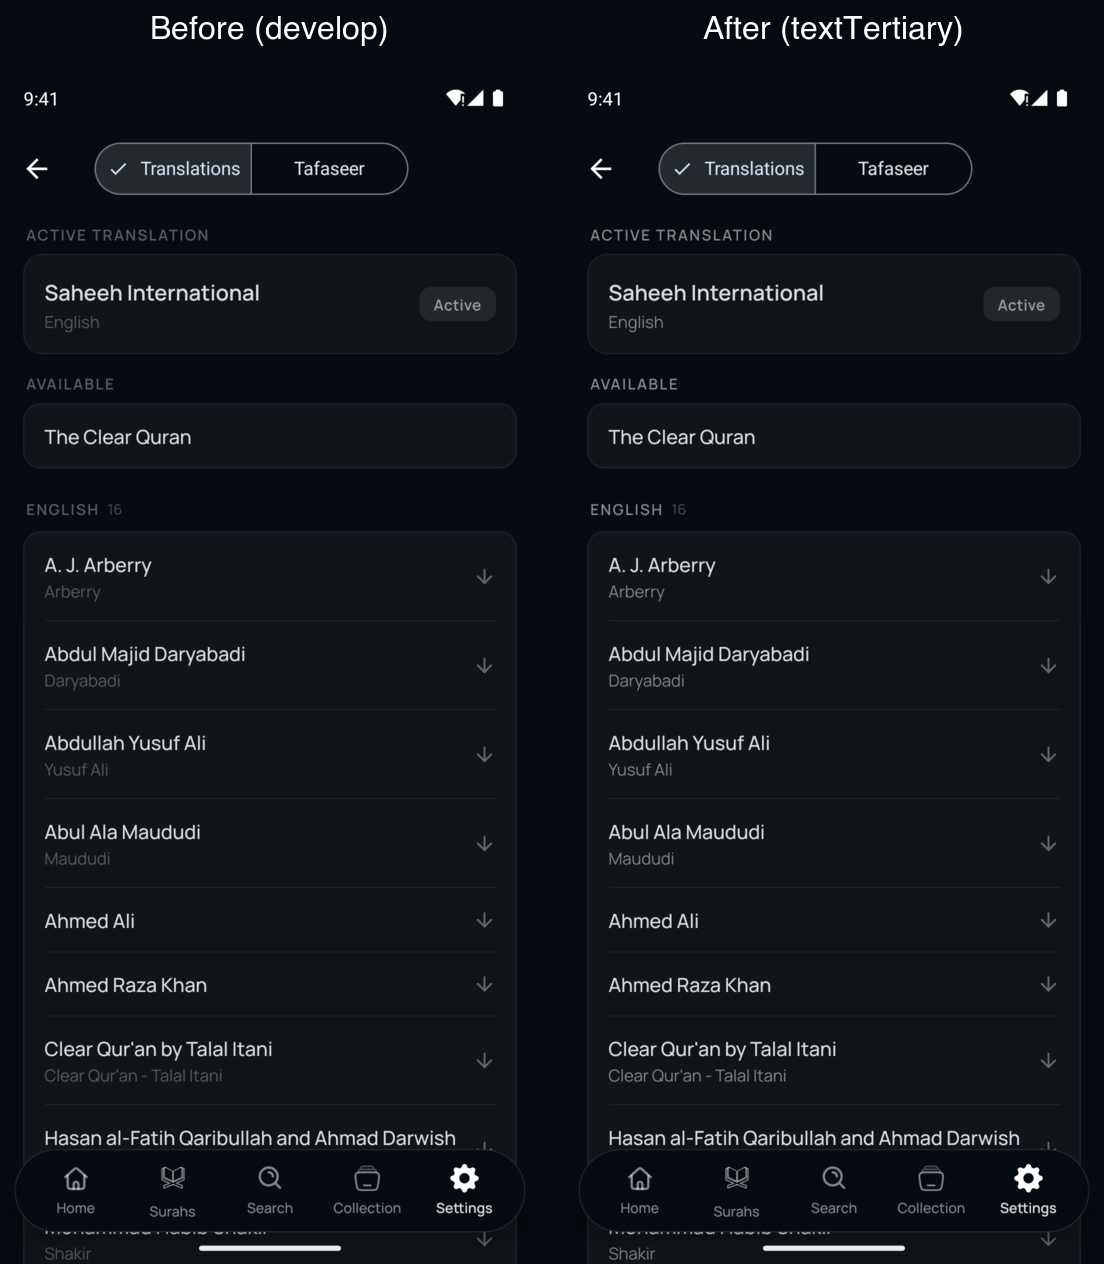 Before (develop)
9:41
Translations
Tafaseer
ACTIVE TRANSLATION
Saheeh International
English
Active
AVAILABLE
The Clear Quran
ENGLISH 16
A. J. Arberry
Arberry
Abdul Majid Daryabadi
Daryabadi
Abdullah Yusuf Ali
Yusuf Ali
Abul Ala Maududi
Maududi
Ahmed Ali
Ahmed Raza Khan
Clear Qur'an by Talal Itani
Clear Qur'an - Talal Itani
Hasan al-Fatih Qaribullah and Ahmad Darwish
Home
Surahs
Search
Collection
Settings
Shakir
After (textTertiary)
9:41
Translations
Tafaseer
ACTIVE TRANSLATION
Saheeh International
English
Active
AVAILABLE
The Clear Quran
ENGLISH 16
A. J. Arberry
Arberry
Abdul Majid Daryabadi
Daryabadi
Abdullah Yusuf Ali
Yusuf Ali
Abul Ala Maududi
Maududi
Ahmed Ali
Ahmed Raza Khan
Clear Qur'an by Talal Itani
Clear Qur'an - Talal Itani
Hasan al-Fatih Qaribullah and Ahmad Darwish
Home
Surahs
Search
Collection
Settings
Shakir